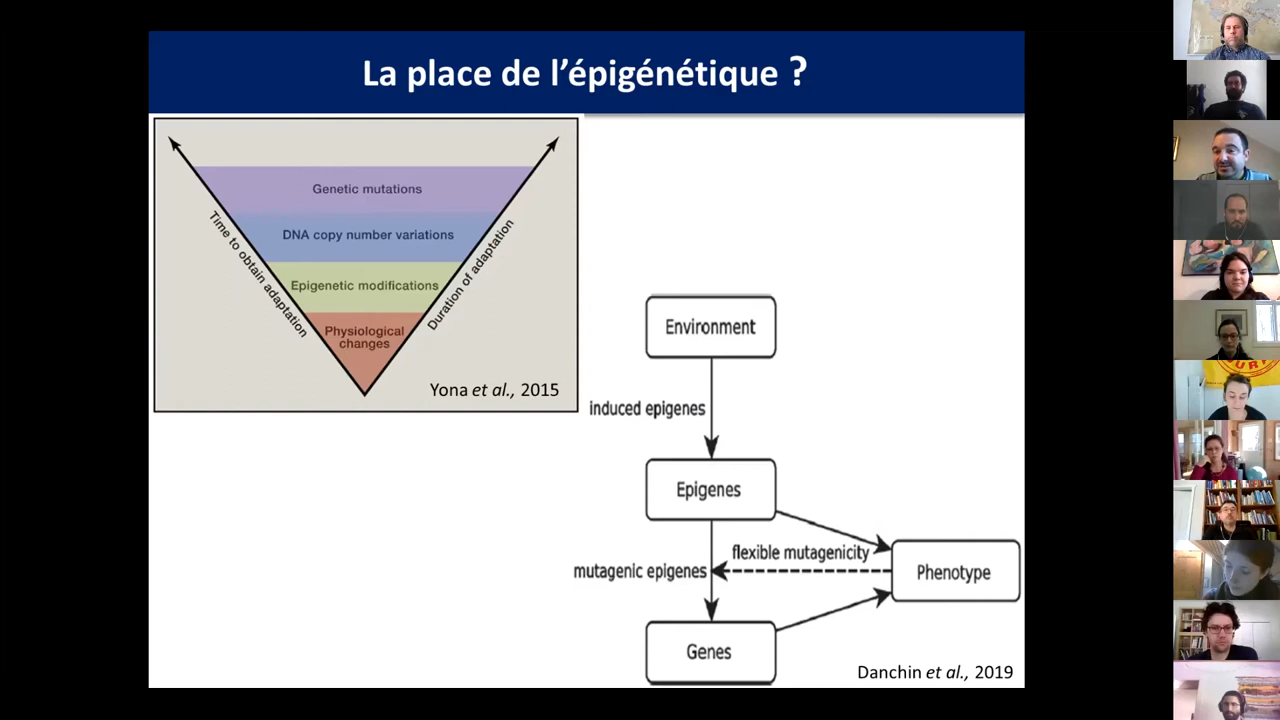 La place de l’épigénétique ?
Genetic mutations
DNA copy number variations
Epigenetic modifications
Physiological
changes
Time to obtain adaptation
Duration of adaptation
Yona et al., 2015
Environment
induced epigenes
Epigenes
flexible mutagenicity
mutagenic epigenes
Phenotype
Genes
Danchin et al., 2019